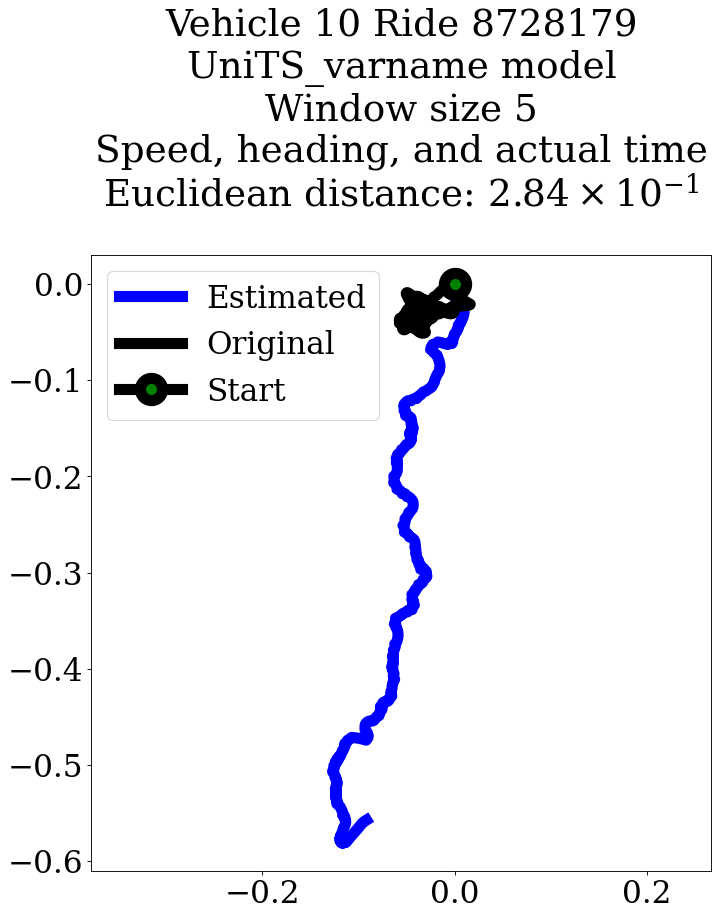 Vehicle 10 Ride 8728179
UniTS_varname model
Window size 5
Speed, heading, and actual time
Euclidean distance: 2.84 × 10⁻¹
Estimated
Original
Start
0.0
−0.1
−0.2
−0.3
−0.4
−0.5
−0.6
−0.2 0.0 0.2